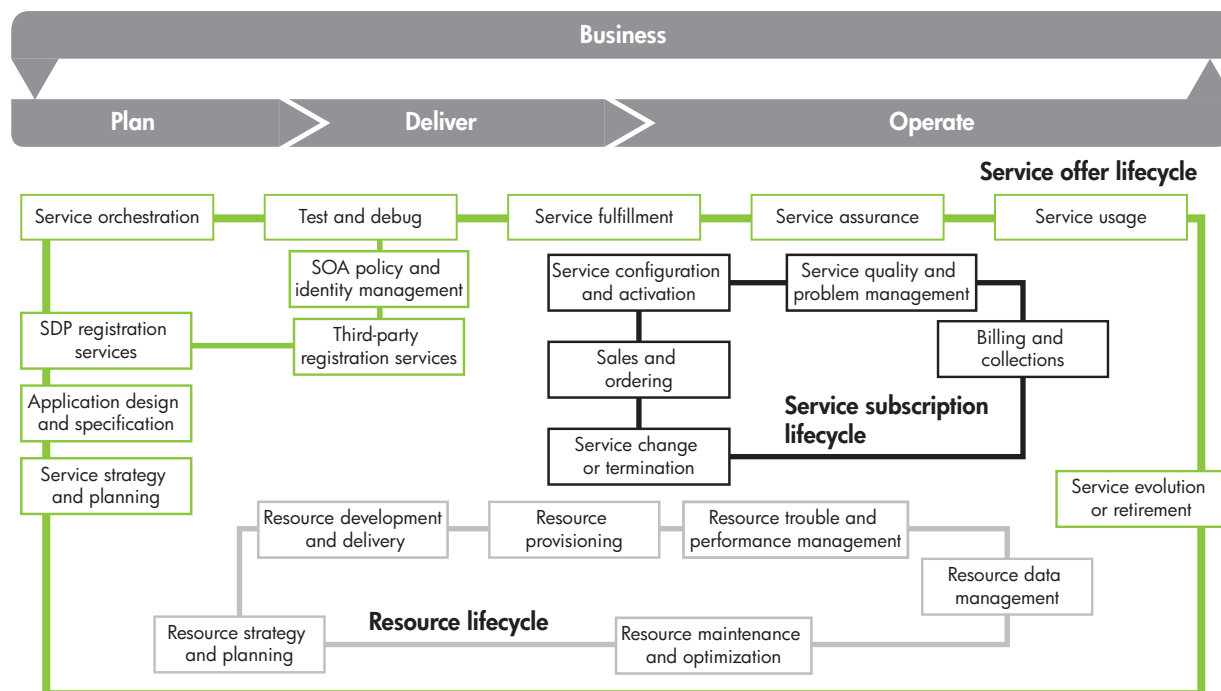 Business
Plan
Deliver
Operate
Service offer lifecycle
Service orchestration
Test and debug
Service fulfillment
Service assurance
Service usage
SOA policy and
identity management
Service configuration
and activation
Service quality and
problem management
SDP registration
services
Third-party
registration services
Sales and
ordering
Billing and
collections
Application design
and specification
Service subscription
lifecycle
Service change
or termination
Service strategy
and planning
Service evolution
or retirement
Resource development
and delivery
Resource
provisioning
Resource trouble and
performance management
Resource data
management
Resource lifecycle
Resource strategy
and planning
Resource maintenance
and optimization